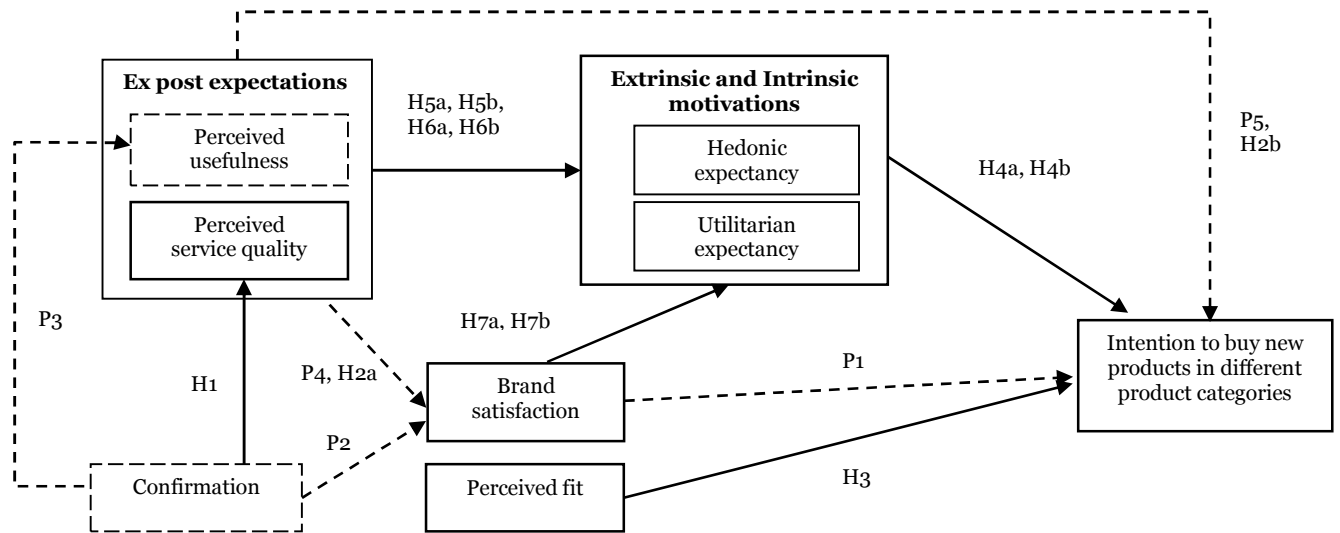 Ex post expectations
Perceived
usefulness
Perceived
service quality
H5a, H5b,
H6a, H6b
Extrinsic and Intrinsic
motivations
Hedonic
expectancy
Utilitarian
expectancy
H4a, H4b
P5,
H2b
P3
H1
P4, H2a
P2
H7a, H7b
Brand
satisfaction
P1
Intention to buy new
products in different
product categories
Confirmation
Perceived fit
H3